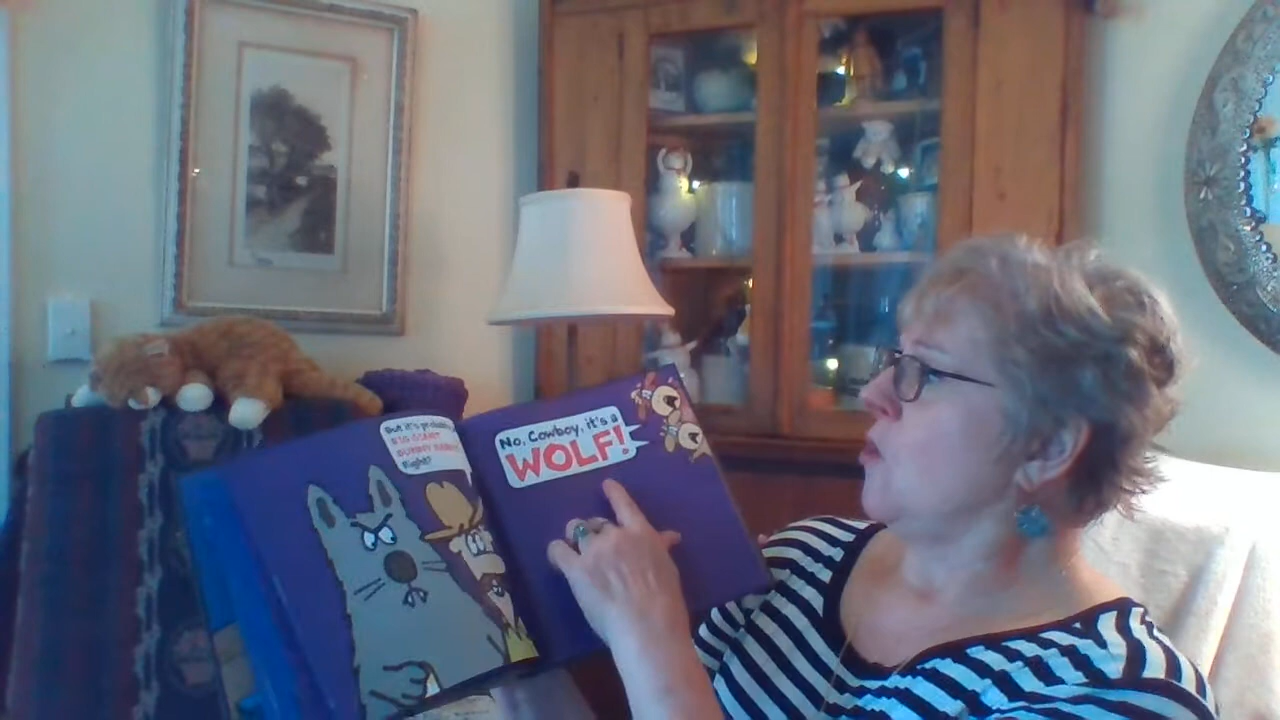 But it's probably a
BIG GIANT
BUNNY RABBIT.
Right?
No, Cowboy, it's a
WOLF!